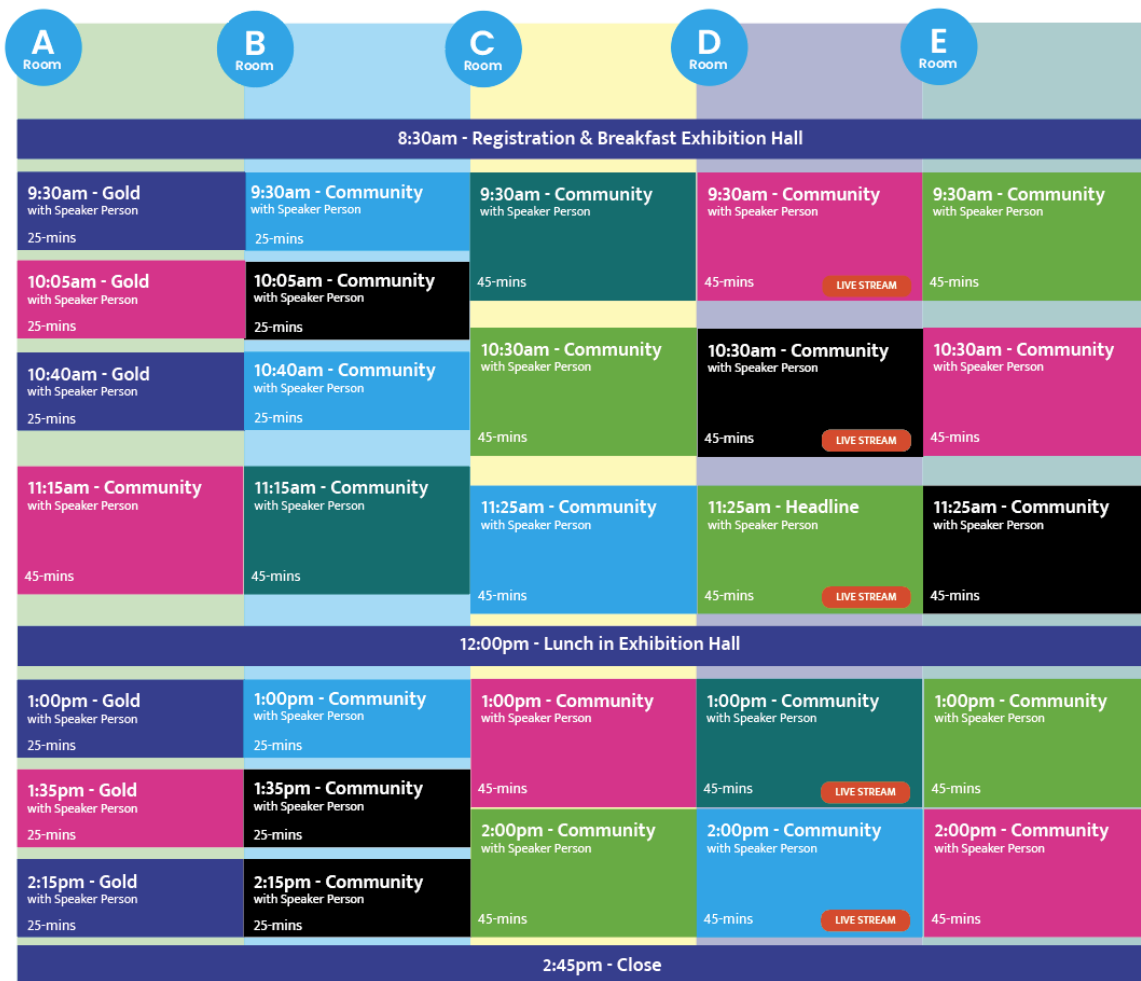 A
Room
B
Room
C
Room
D
Room
E
Room
8:30am - Registration & Breakfast Exhibition Hall
9:30am - Gold
with Speaker Person
25-mins
9:30am - Community
with Speaker Person
25-mins
9:30am - Community
with Speaker Person
45-mins
9:30am - Community
with Speaker Person
45-mins
LIVE STREAM
9:30am - Community
with Speaker Person
45-mins
10:05am - Gold
with Speaker Person
25-mins
10:05am - Community
with Speaker Person
25-mins
10:30am - Community
with Speaker Person
45-mins
10:30am - Community
with Speaker Person
45-mins
LIVE STREAM
10:30am - Community
with Speaker Person
45-mins
10:40am - Gold
with Speaker Person
25-mins
10:40am - Community
with Speaker Person
25-mins
11:15am - Community
with Speaker Person
45-mins
11:15am - Community
with Speaker Person
45-mins
11:25am - Community
with Speaker Person
45-mins
11:25am - Headline
with Speaker Person
45-mins
LIVE STREAM
11:25am - Community
with Speaker Person
45-mins
12:00pm - Lunch in Exhibition Hall
1:00pm - Gold
with Speaker Person
25-mins
1:00pm - Community
with Speaker Person
25-mins
1:00pm - Community
with Speaker Person
45-mins
1:00pm - Community
with Speaker Person
45-mins
LIVE STREAM
1:00pm - Community
with Speaker Person
45-mins
1:35pm - Gold
with Speaker Person
25-mins
1:35pm - Community
with Speaker Person
25-mins
2:00pm - Community
with Speaker Person
45-mins
2:00pm - Community
with Speaker Person
45-mins
LIVE STREAM
2:00pm - Community
with Speaker Person
45-mins
2:15pm - Gold
with Speaker Person
25-mins
2:15pm - Community
with Speaker Person
25-mins
2:45pm - Close